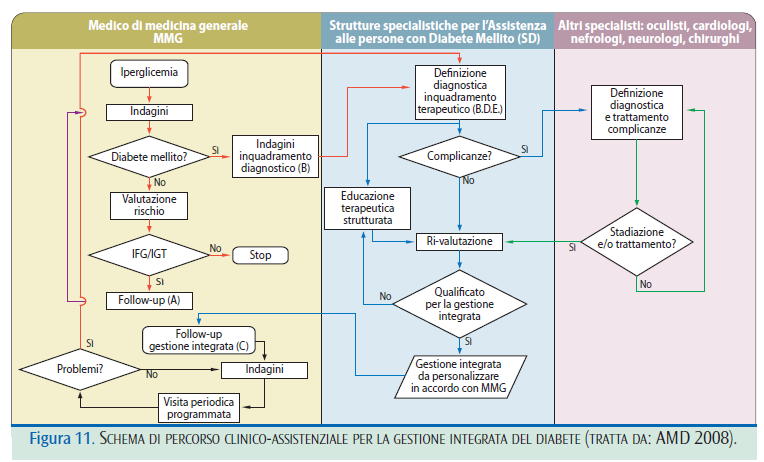 Medico di medicina generale
MMG
Strutture specialistiche per l'Assistenza
alle persone con Diabete Mellito (SD)
Altri specialisti: oculisti, cardiologi,
nefrologi, neurologi, chirurghi
Iperglicemia
Indagini
Diabete mellito?
Sì
No
Indagini
inquadramento
diagnostico (B)
Valutazione
rischio
IFG/IGT
No
Stop
Sì
Follow-up (A)
Follow-up
gestione integrata (C)
Sì
Problemi?
No
Indagini
Visita periodica
programmata
Definizione
diagnostica
inquadramento
terapeutico (B.D.E.)
Complicanze?
Sì
No
Educazione
terapeutica
strutturata
Ri-valutazione
No
Qualificato
per la gestione
integrata
Sì
Gestione integrata
da personalizzare
in accordo con MMG
Definizione
diagnostica
e trattamento
complicanze
Stadiazione
e/o trattamento?
Sì
No
Figura 11. Schema di percorso clinico-assistenziale per la gestione integrata del diabete (tratta da: AMD 2008).